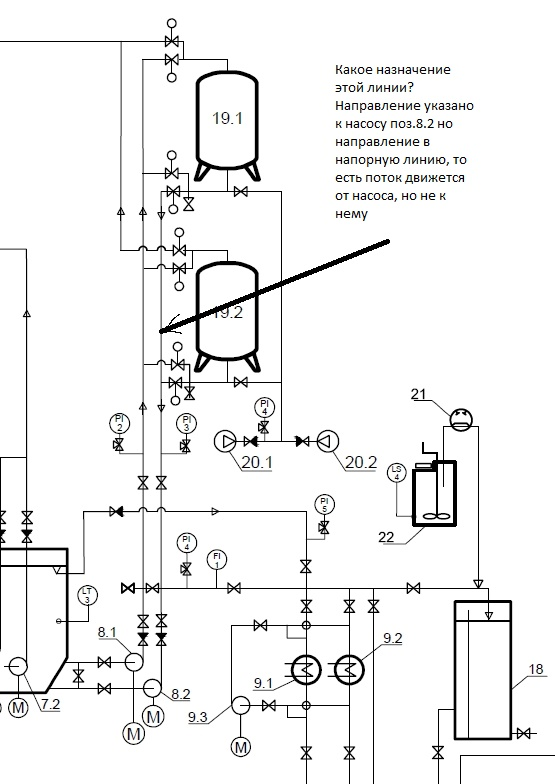 19.1
Какое назначение
этой линии?
Направление указано
к насосу поз.8.2 но
направление в
напорную линию, то
есть поток движется
от насоса, но не к
нему
19.2
PI
2
PI
3
PI
4
20.1
20.2
21
LS
4
22
PI
5
PI
4
FI
1
LT
3
8.1
8.2
7.2
M
M
M
M
M
9.1
9.2
9.3
18